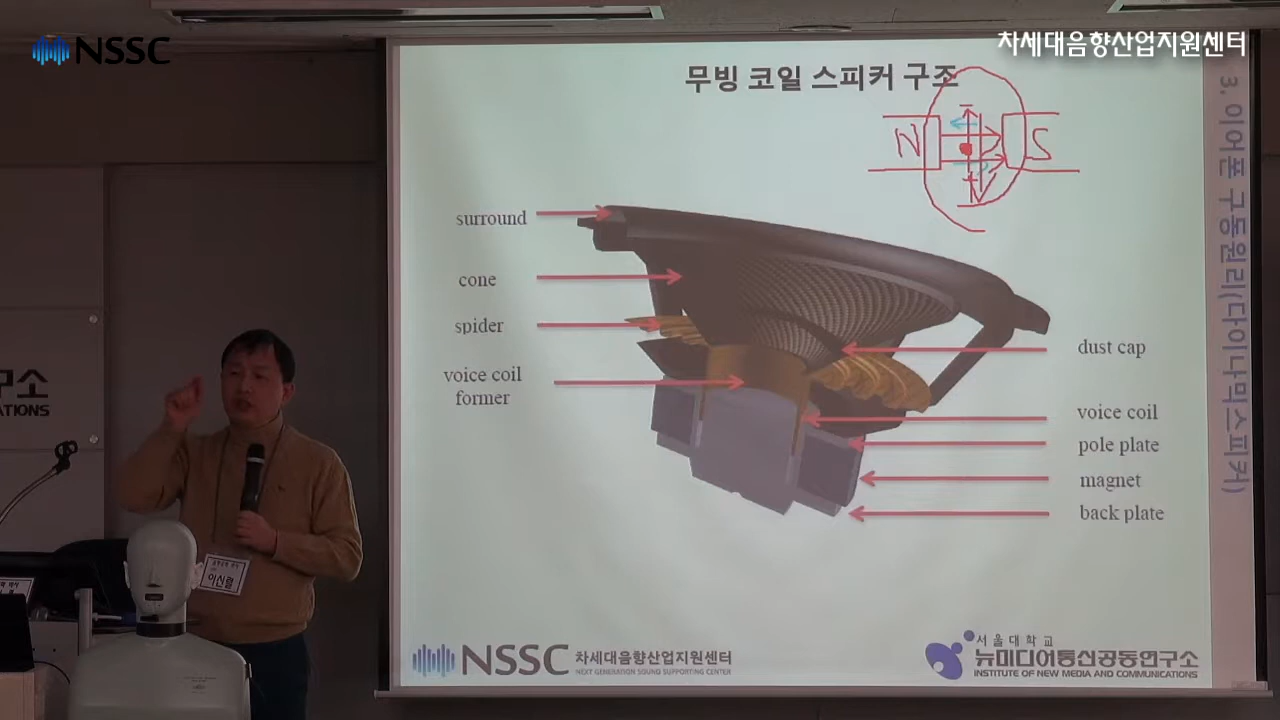 NSSC
차세대음향산업지원센터
무빙 코일 스피커 구조
N S
surround
cone
spider
voice coil
former
dust cap
voice coil
pole plate
magnet
back plate
3. 이어폰 구동원리(다이나믹스피커)
구소
ATIONS
이신렬
NSSC 차세대음향산업지원센터
NEXT GENERATION SOUND SUPPORTING CENTER
서울대학교
뉴미디어통신공동연구소
INSTITUTE OF NEW MEDIA AND COMMUNICATIONS